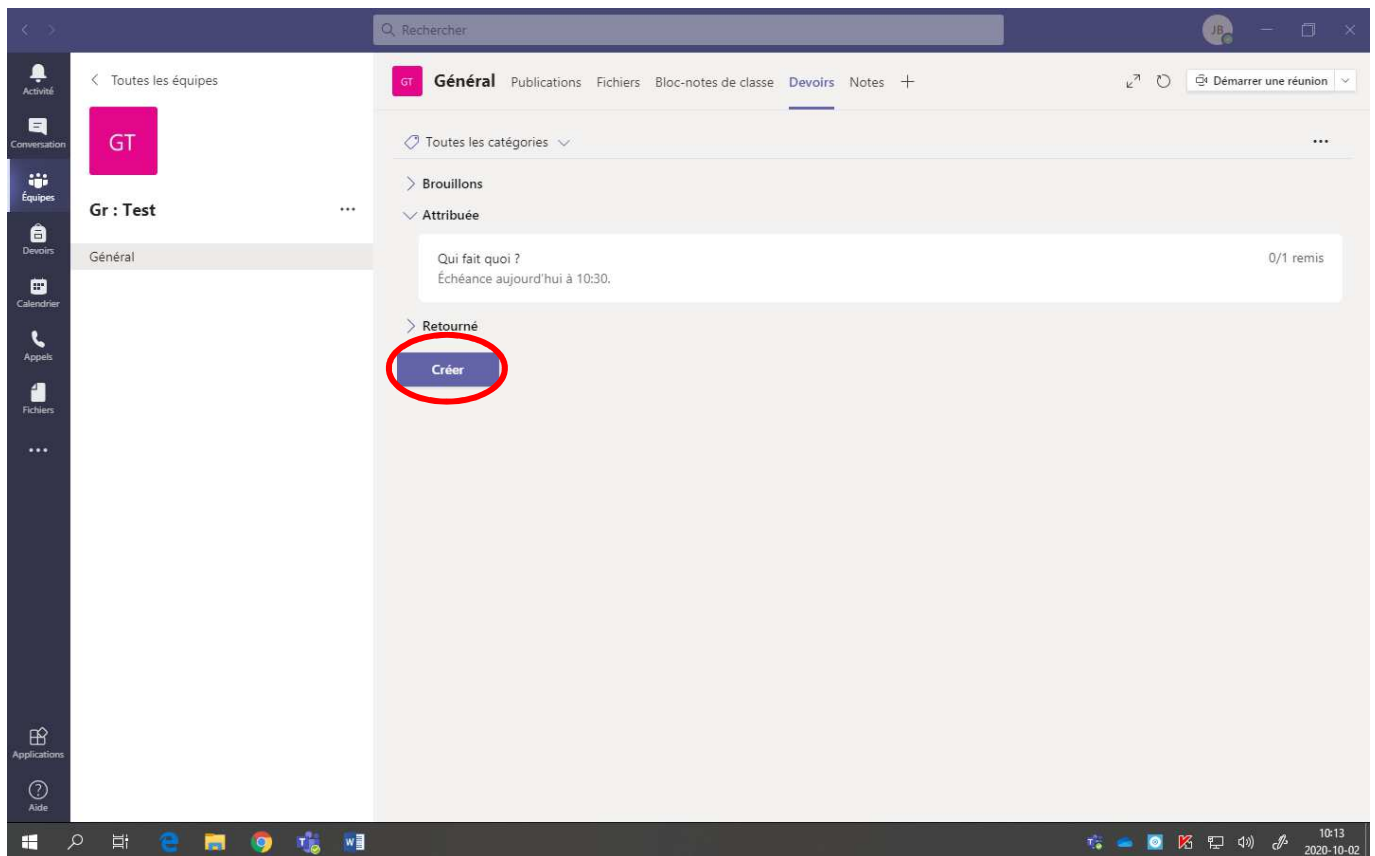 Rechercher
JB
Activité
Conversation
Équipes
Devoirs
Calendrier
Appels
Fichiers
Applications
Aide
Toutes les équipes
GT
Gr : Test
Général
GT Général Publications Fichiers Bloc-notes de classe Devoirs Notes
Démarrer une réunion
Toutes les catégories
Brouillons
Attribuée
Qui fait quoi ? 0/1 remis
Échéance aujourd'hui à 10:30.
Retourné
Créer
10:13
2020-10-02